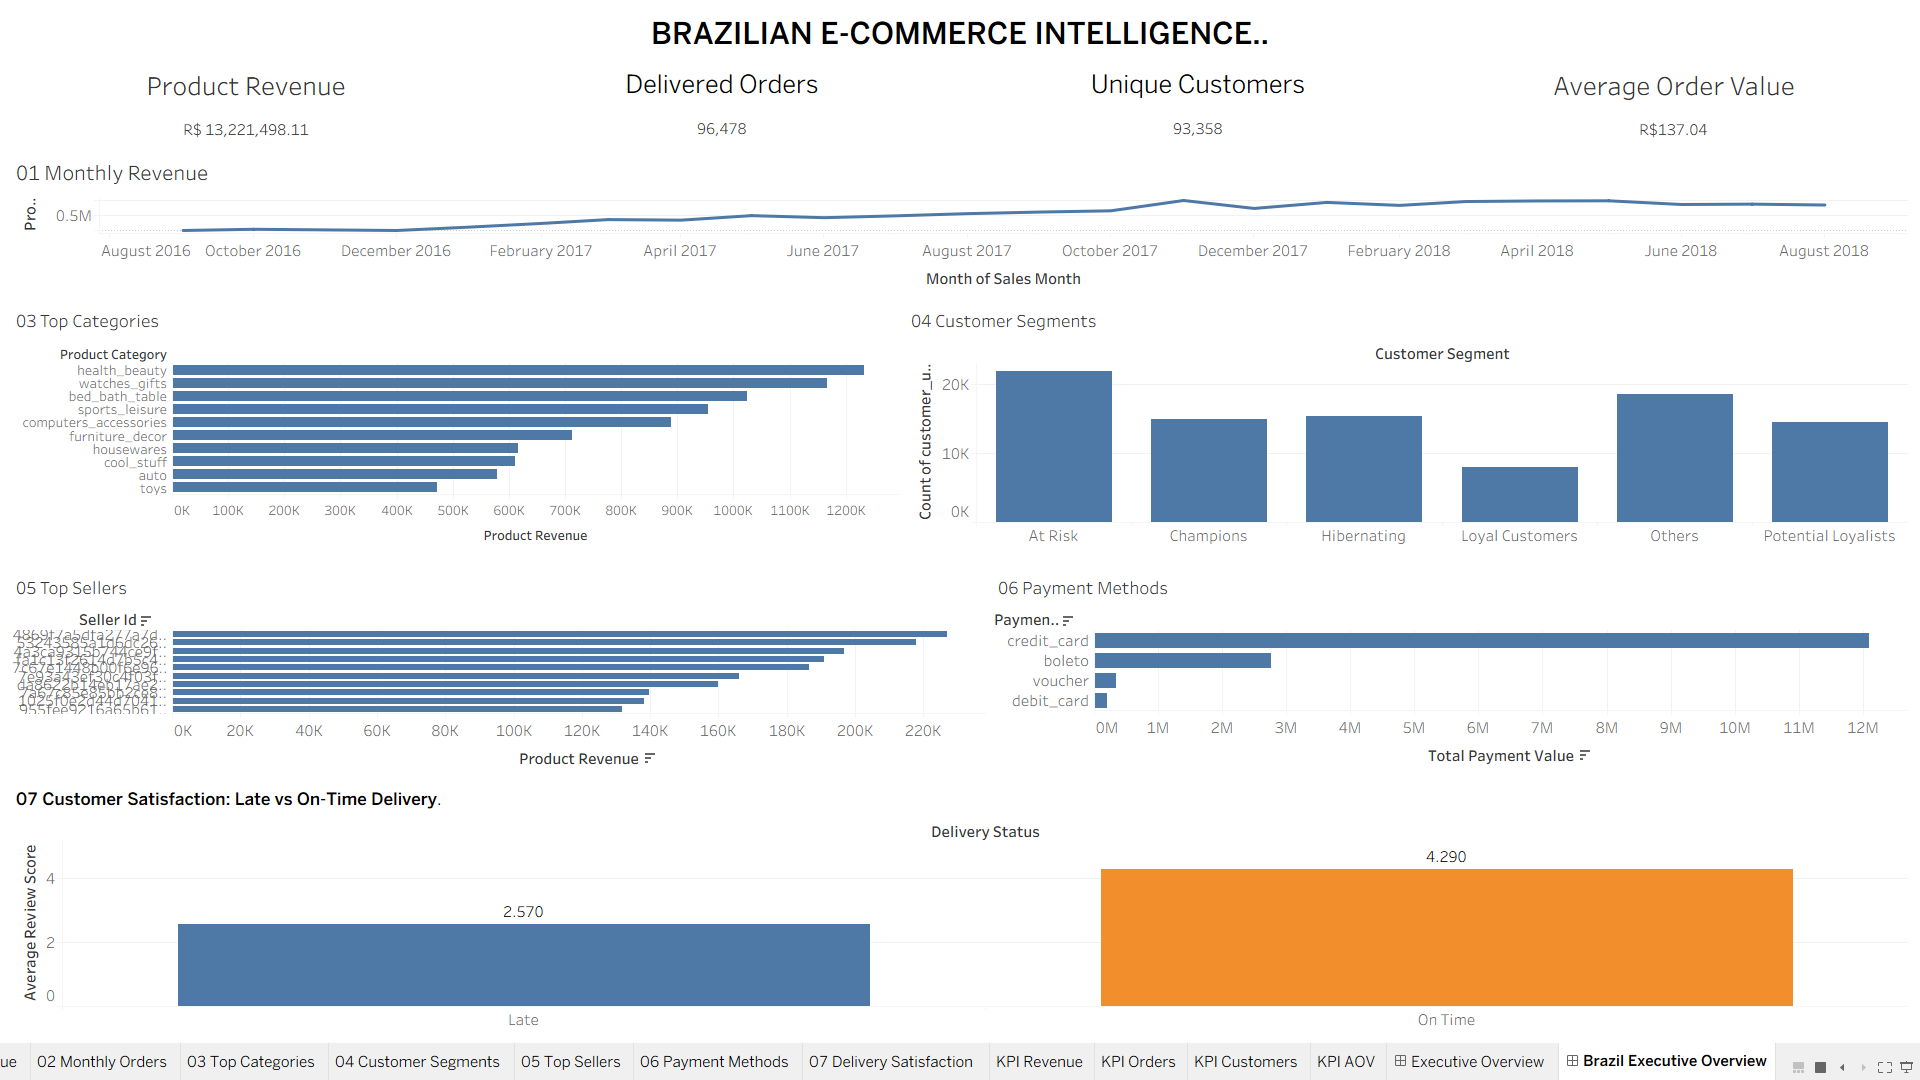 BRAZILIAN E-COMMERCE INTELLIGENCE..
Product Revenue
R$ 13,221,498.11
Delivered Orders
96,478
Unique Customers
93,358
Average Order Value
R$137.04
01 Monthly Revenue
Pro..
0.5M
August 2016 October 2016 December 2016 February 2017 April 2017 June 2017 August 2017 October 2017 December 2017 February 2018 April 2018 June 2018 August 2018
Month of Sales Month
03 Top Categories
Product Category
health_beauty
watches_gifts
bed_bath_table
sports_leisure
computers_accessories
furniture_decor
housewares
cool_stuff
auto
toys
0K 100K 200K 300K 400K 500K 600K 700K 800K 900K 1000K 1100K 1200K
Product Revenue
04 Customer Segments
Customer Segment
Count of customer_u..
20K
10K
0K
At Risk Champions Hibernating Loyal Customers Others Potential Loyalists
05 Top Sellers
Seller Id
4869f7a5dfa277a7d..
53243585a1d6dc26..
4a3ca9315b744ce9f..
fa1c13f2614d7b5c4..
7c67e1448b00f6e96..
7e93a43ef30c4f03f..
da8622b14eb17ae2..
7a67c85e85bb2ce8..
1025f0e2d44d7041..
955fee9216a65b61..
0K 20K 40K 60K 80K 100K 120K 140K 160K 180K 200K 220K
Product Revenue
06 Payment Methods
Paymen..
credit_card
boleto
voucher
debit_card
0M 1M 2M 3M 4M 5M 6M 7M 8M 9M 10M 11M 12M
Total Payment Value
07 Customer Satisfaction: Late vs On-Time Delivery.
Delivery Status
Average Review Score
4
2
0
2.570
4.290
Late On Time
ue 02 Monthly Orders 03 Top Categories 04 Customer Segments 05 Top Sellers 06 Payment Methods 07 Delivery Satisfaction KPI Revenue KPI Orders KPI Customers KPI AOV Executive Overview Brazil Executive Overview